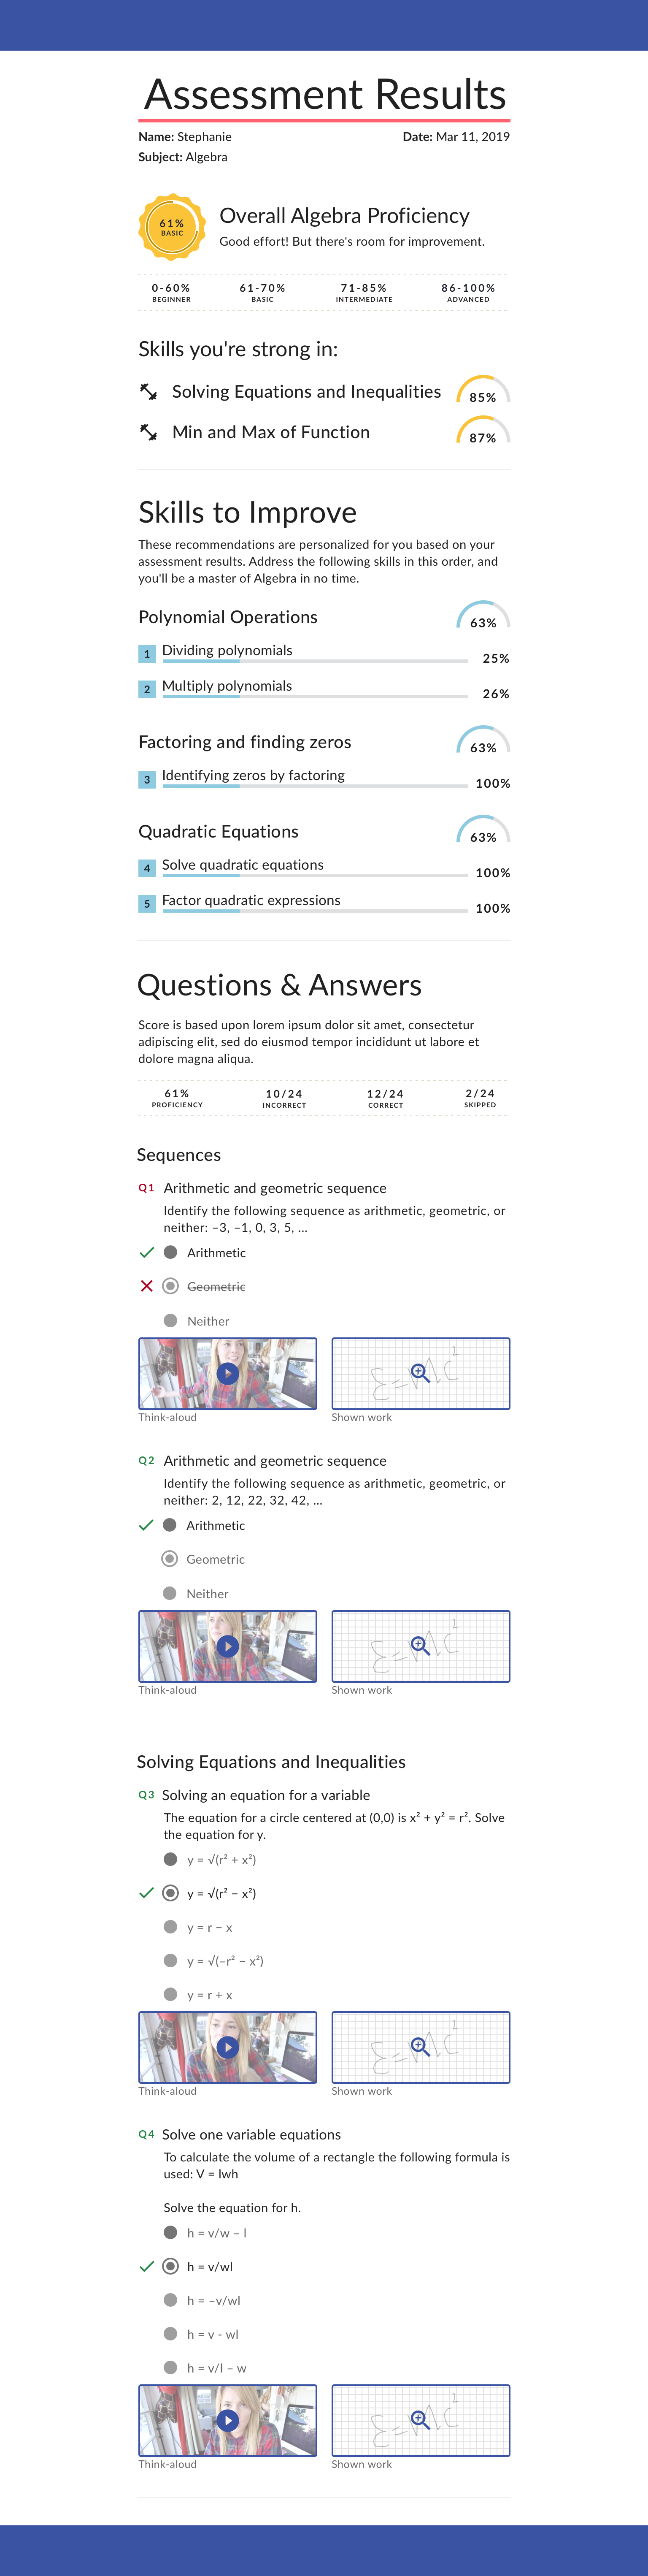 Assessment Results
Name: Stephanie
Date: Mar 11, 2019
Subject: Algebra
61%
BASIC
Overall Algebra Proficiency
Good effort! But there's room for improvement.
0-60%
61-70%
71-85%
86-100%
BEGINNER
BASIC
INTERMEDIATE
ADVANCED
Skills you're strong in:
Solving Equations and Inequalities
85%
Min and Max of Function
87%
Skills to Improve
These recommendations are personalized for you based on your
assessment results. Address the following skills in this order, and
you'll be a master of Algebra in no time.
Polynomial Operations
63%
1 Dividing polynomials
25%
2 Multiply polynomials
26%
Factoring and finding zeros
63%
3 Identifying zeros by factoring
100%
Quadratic Equations
63%
4 Solve quadratic equations
100%
5 Factor quadratic expressions
100%
Questions & Answers
Score is based upon lorem ipsum dolor sit amet, consectetur
adipiscing elit, sed do eiusmod tempor incididunt ut labore et
dolore magna aliqua.
61%
10/24
12/24
2/24
PROFICIENCY
INCORRECT
CORRECT
SKIPPED
Sequences
Q1 Arithmetic and geometric sequence
Identify the following sequence as arithmetic, geometric, or
neither: –3, –1, 0, 3, 5, ...
Arithmetic
Geometric
Neither
Think-aloud
Shown work
Q2 Arithmetic and geometric sequence
Identify the following sequence as arithmetic, geometric, or
neither: 2, 12, 22, 32, 42, ...
Arithmetic
Geometric
Neither
Think-aloud
Shown work
Solving Equations and Inequalities
Q3 Solving an equation for a variable
The equation for a circle centered at (0,0) is x² + y² = r². Solve
the equation for y.
y = √(r² + x²)
y = √(r² − x²)
y = r − x
y = √(–r² − x²)
y = r + x
Think-aloud
Shown work
Q4 Solve one variable equations
To calculate the volume of a rectangle the following formula is
used: V = lwh
Solve the equation for h.
h = v/w – l
h = v/wl
h = –v/wl
h = v - wl
h = v/l – w
Think-aloud
Shown work